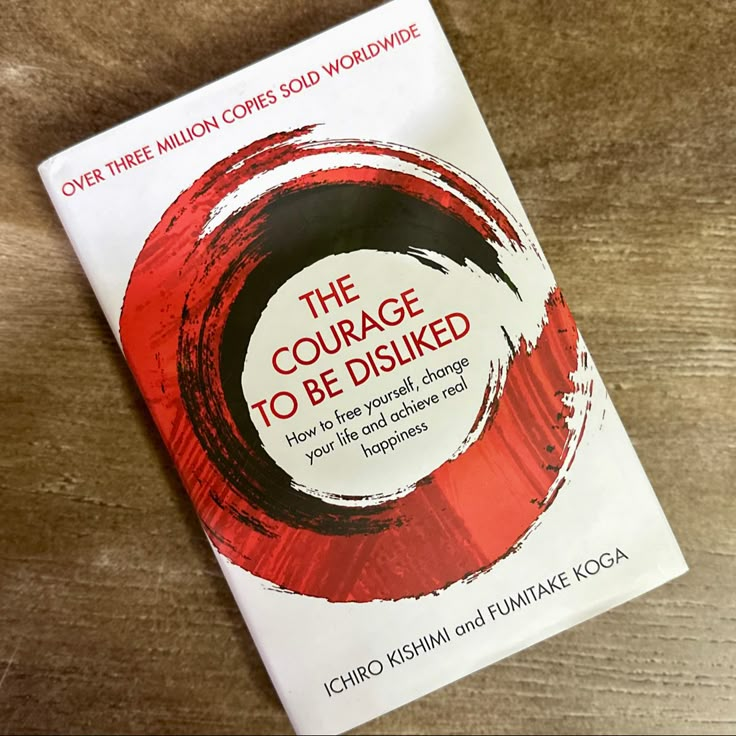 OVER THREE MILLION COPIES SOLD WORLDWIDE
THE
COURAGE
TO BE DISLIKED
How to free yourself, change
your life and achieve real
happiness
ICHIRO KISHIMI and FUMITAKE KOGA